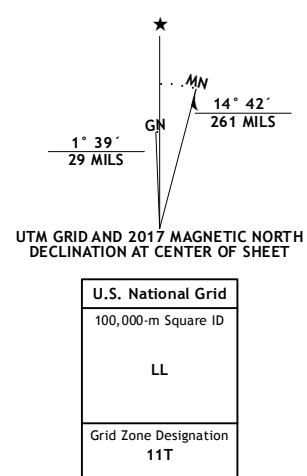 ★
MN
GN
14° 42´
261 MILS
1° 39´
29 MILS
UTM GRID AND 2017 MAGNETIC NORTH
DECLINATION AT CENTER OF SHEET
U.S. National Grid
100,000-m Square ID
LL
Grid Zone Designation
11T